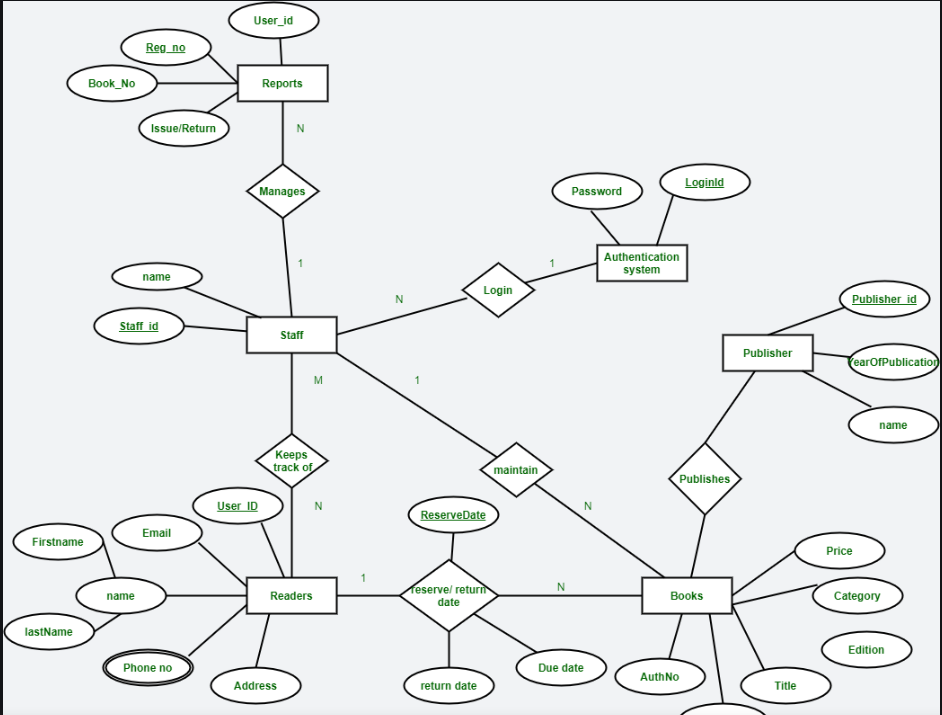 User_id
Reg_no
Book_No
Reports
Issue/Return
N
Manages
Password
LoginId
1
1
Authentication
system
name
Login
N
Publisher_id
Staff_id
Staff
Publisher
YearOfPublication
M
1
name
Keeps
track of
maintain
Publishes
User_ID
N
N
ReserveDate
Email
Firstname
Price
1
N
name
Readers
reserve/ return
date
Books
Category
lastName
Edition
Phone no
Due date
AuthNo
Address
return date
Title